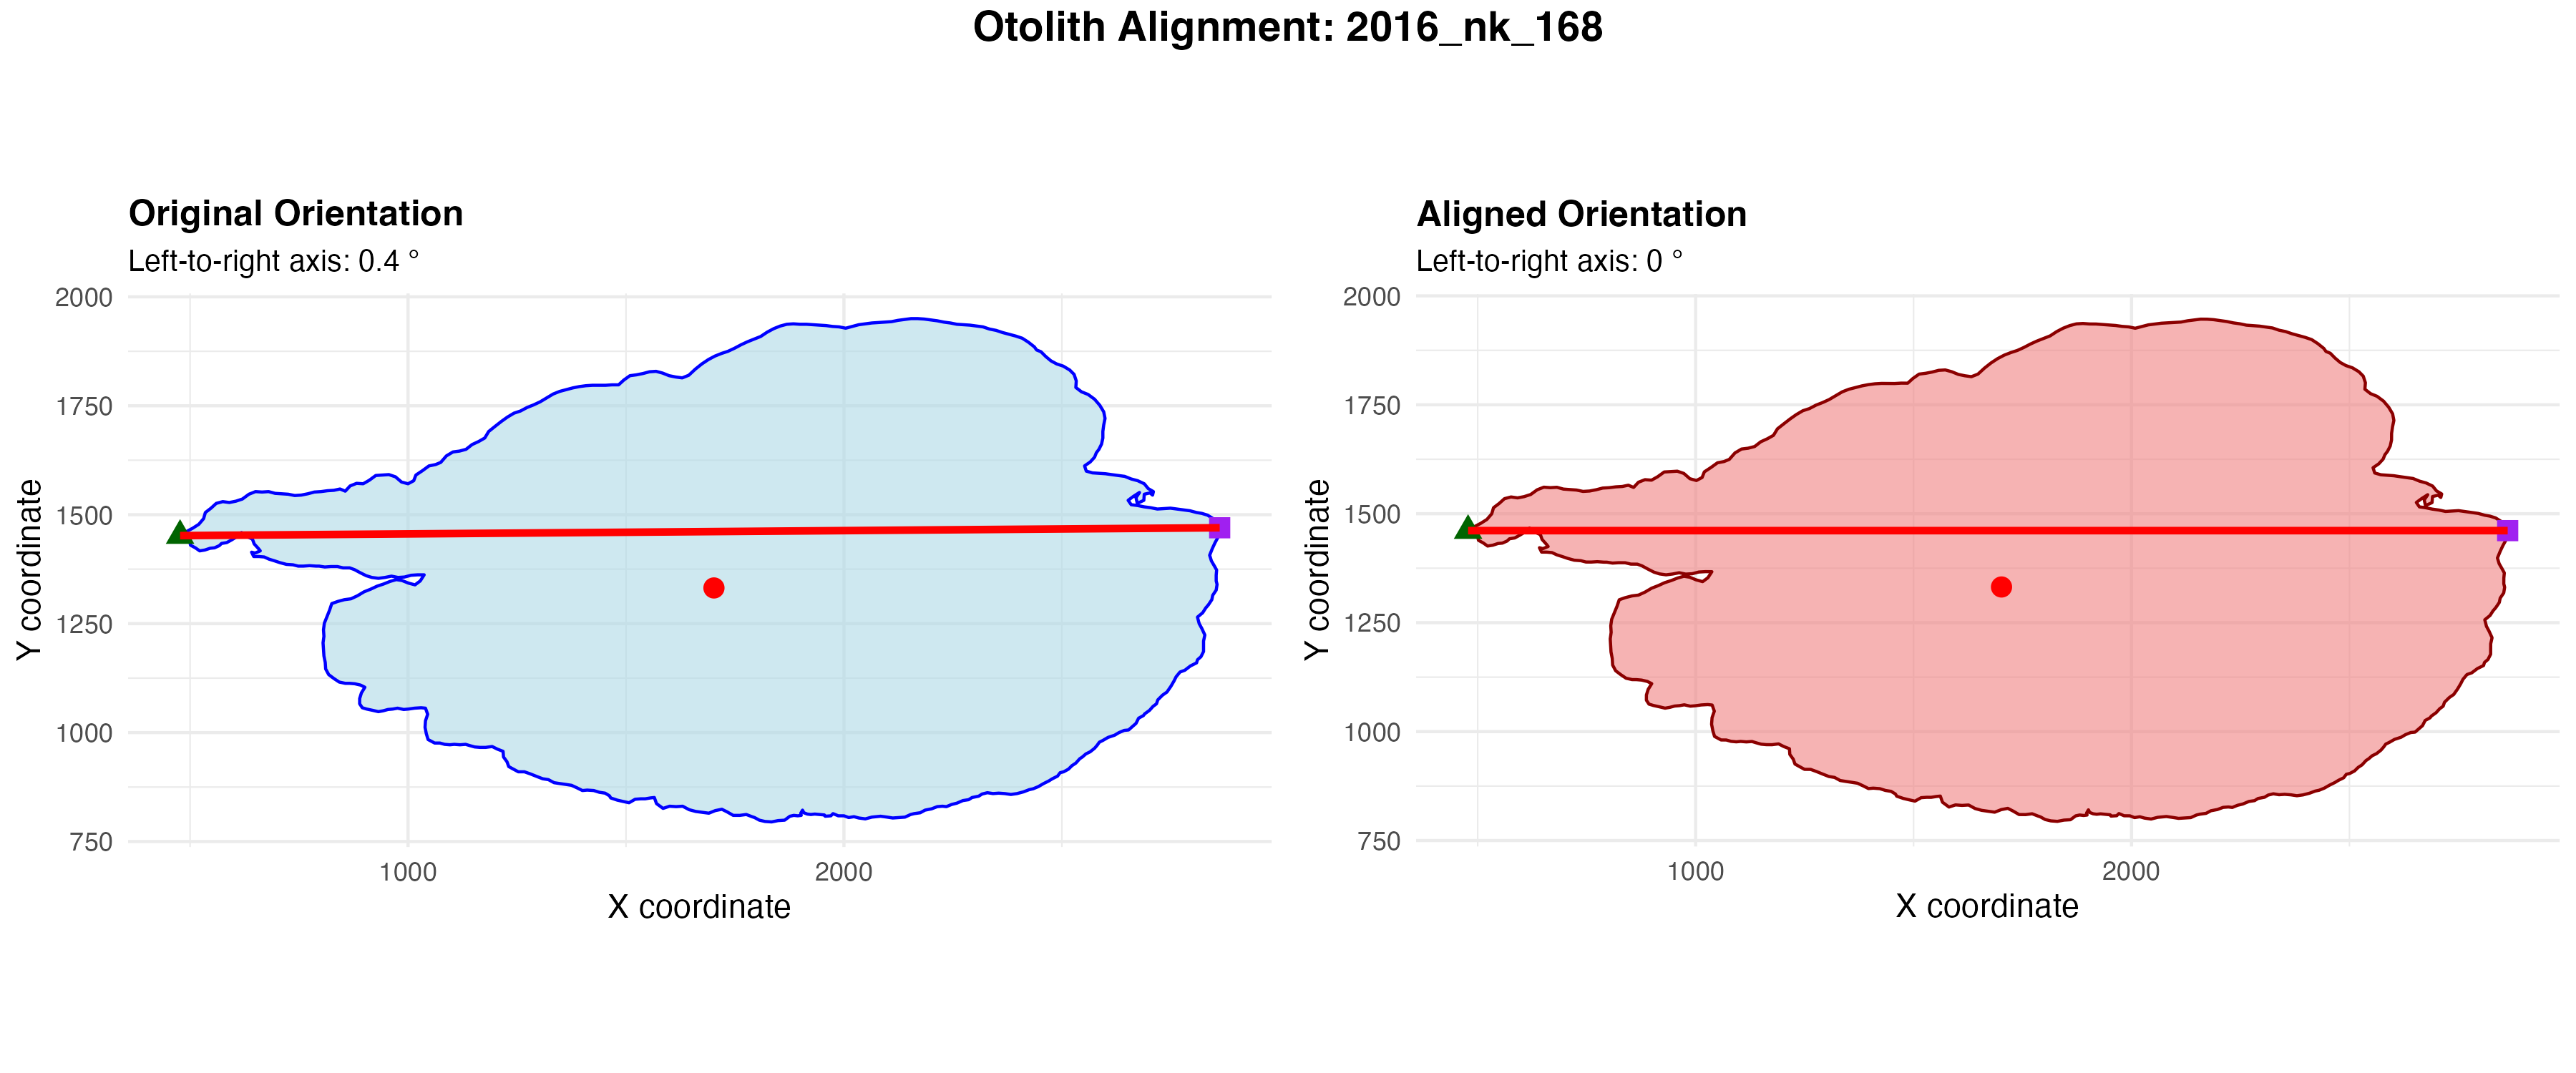 Otolith Alignment: 2016_nk_168
Original Orientation
Left-to-right axis: 0.4 °
2000
1750
1500
1250
1000
750
Y coordinate
1000
2000
X coordinate
Aligned Orientation
Left-to-right axis: 0 °
2000
1750
1500
1250
1000
750
Y coordinate
1000
2000
X coordinate